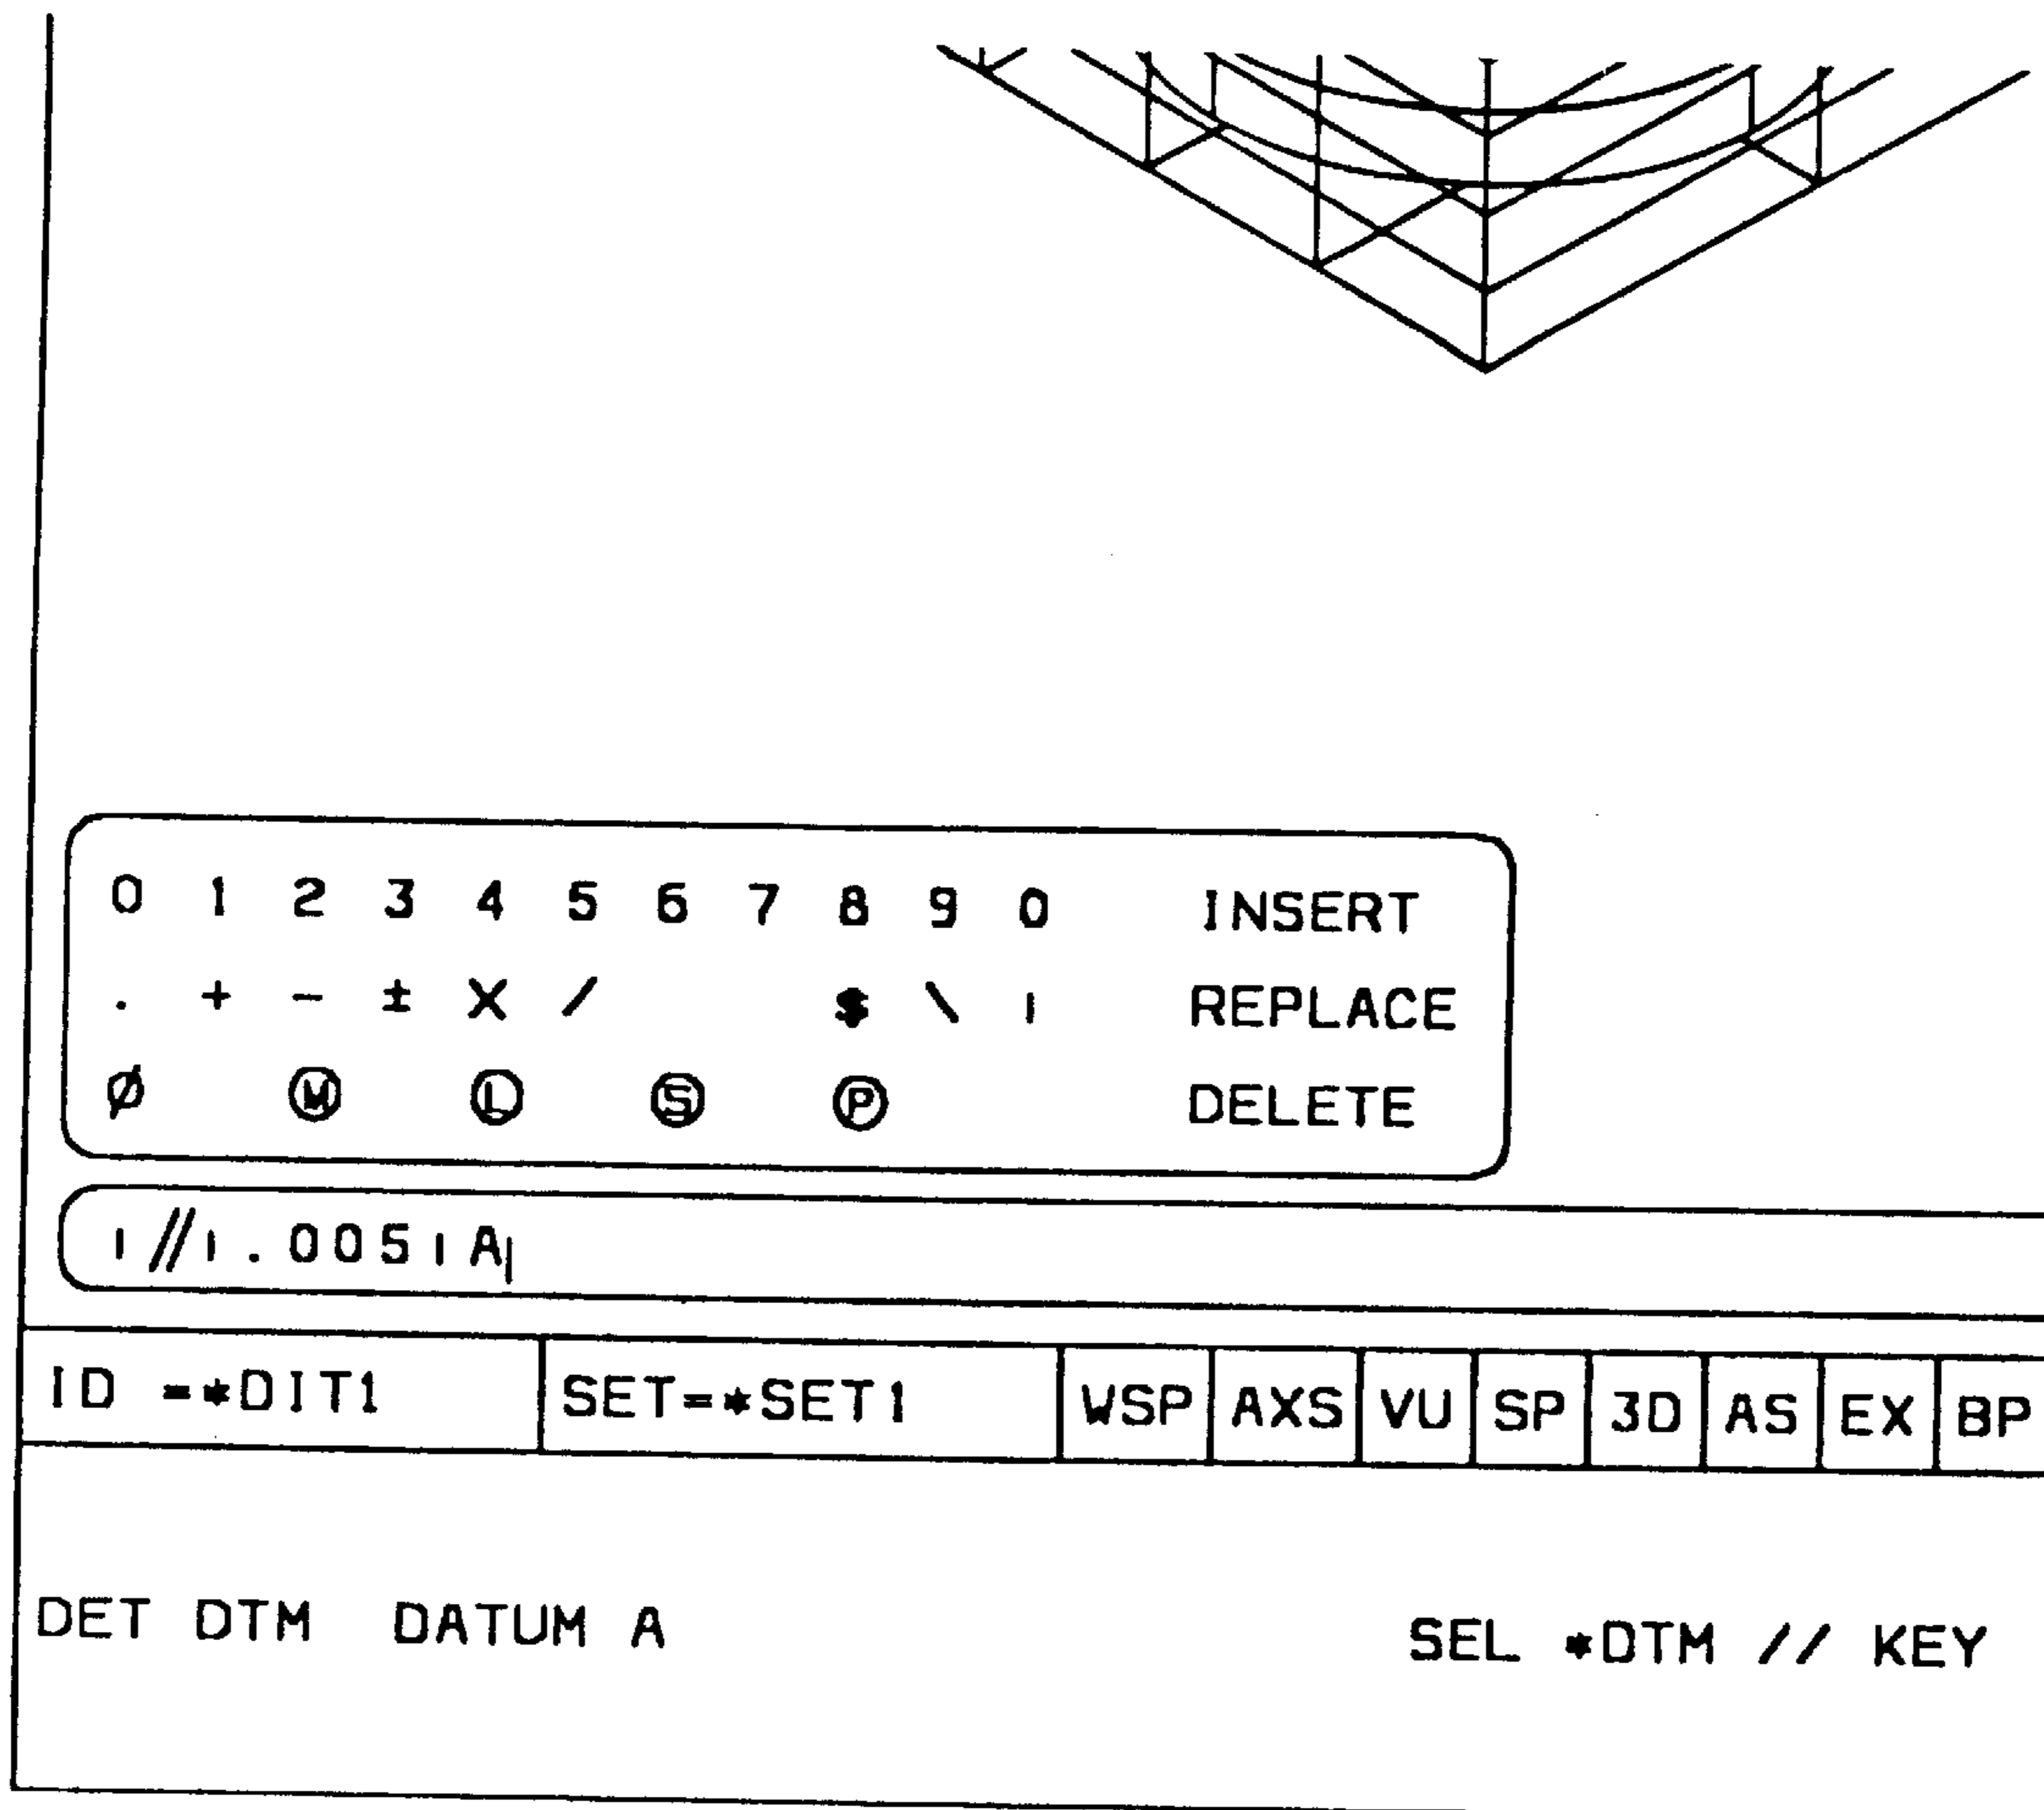 0 1 2 3 4 5 6 7 8 9 0 INSERT
. + - ± X / $ \ ı REPLACE
Ø Ⓜ Ⓛ Ⓢ Ⓟ DELETE
ı//ı.005ıA|
ID =*DIT1 SET=*SET1 WSP AXS VU SP 3D AS EX BP
DET DTM DATUM A SEL *DTM // KEY